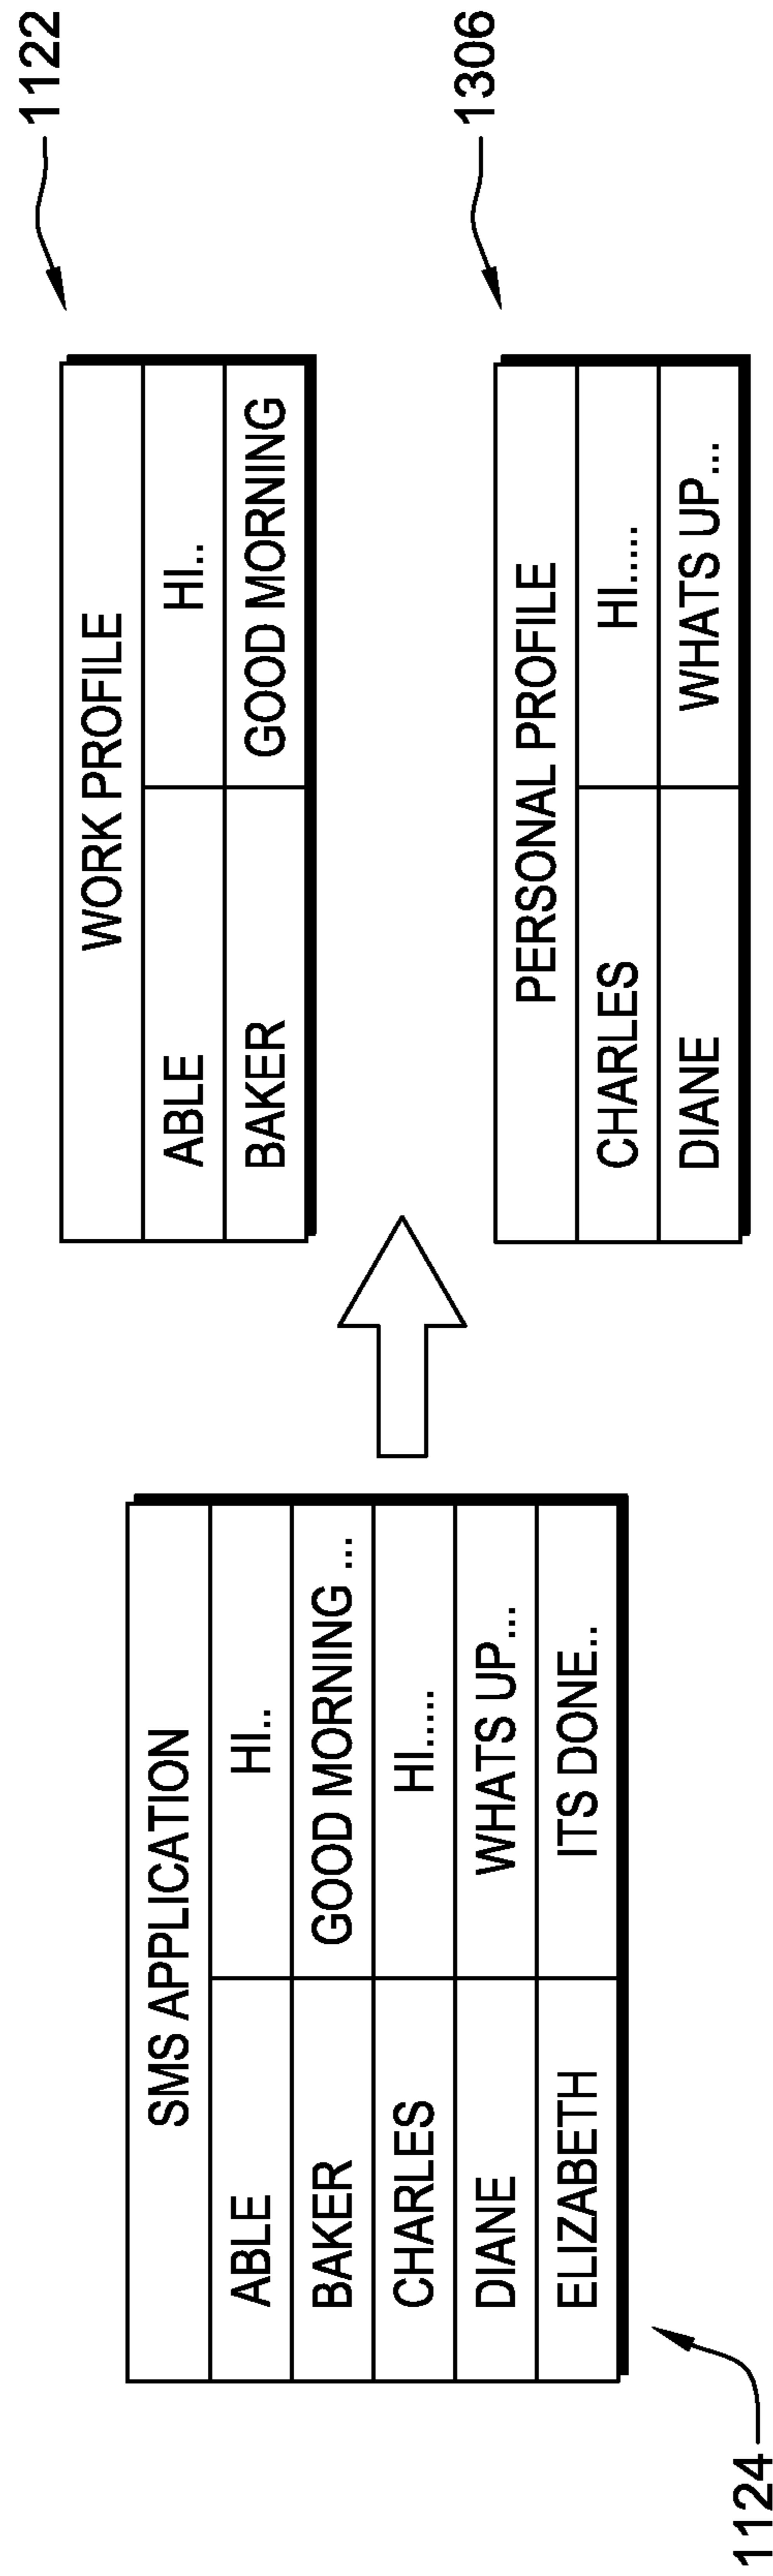 1124
SMS APPLICATION
ABLE HI..
BAKER GOOD MORNING ...
CHARLES HI.....
DIANE WHATS UP...
ELIZABETH ITS DONE..
1122
WORK PROFILE
ABLE HI..
BAKER GOOD MORNING
1306
PERSONAL PROFILE
CHARLES HI.....
DIANE WHATS UP...